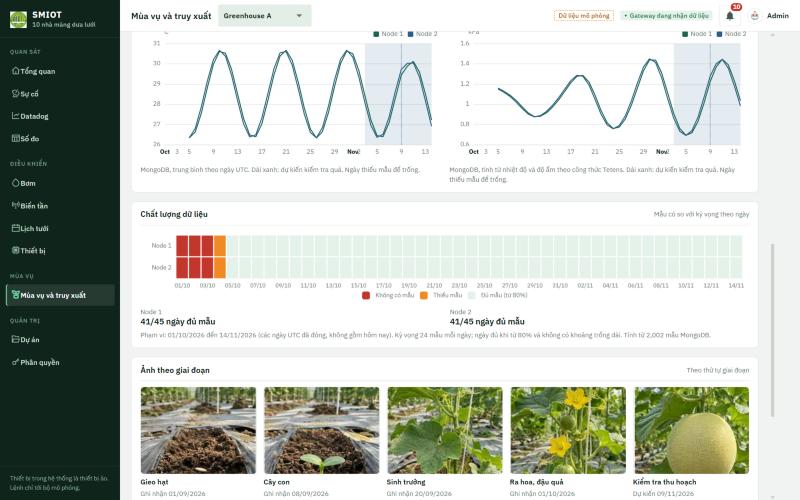 SMIOT
10 nhà màng dưa lưới
QUAN SÁT
Tổng quan
Sự cố
Datadog
Số đo
ĐIỀU KHIỂN
Bơm
Biến tần
Lịch tưới
Thiết bị
MÙA VỤ
Mùa vụ và truy xuất
QUẢN TRỊ
Dự án
Phân quyền
Thiết bị trong hệ thống là thiết bị ảo.
Lệnh chỉ tới bộ mô phỏng.
Mùa vụ và truy xuất
Greenhouse A
Dữ liệu mô phỏng
Gateway đang nhận dữ liệu
10
Admin
°C
Node 1 Node 2
31
30
29
28
27
26
Oct 3 5 9 13 17 21 25 29 Nov 5 9 13
MongoDB, trung bình theo ngày UTC. Dải xanh: dự kiến kiểm tra quả. Ngày thiếu mẫu để trống.
kPa
Node 1 Node 2
1.6
1.4
1.2
1.0
0.8
0.6
Oct 3 5 9 13 17 21 25 29 Nov 5 9 13
MongoDB, tính từ nhiệt độ và độ ẩm theo công thức Tetens. Dải xanh: dự kiến kiểm tra quả. Ngày
thiếu mẫu để trống.
Chất lượng dữ liệu
Mẫu có so với kỳ vọng theo ngày
Node 1
Node 2
01/10 03/10 05/10 07/10 09/10 11/10 13/10 15/10 17/10 19/10 21/10 23/10 25/10 27/10 29/10 31/10 02/11 04/11 06/11 08/11 10/11 12/11 14/11
Không có mẫu Thiếu mẫu Đủ mẫu (từ 80%)
Node 1
41/45 ngày đủ mẫu
Node 2
41/45 ngày đủ mẫu
Phạm vi: 01/10/2026 đến 14/11/2026 (các ngày UTC đã đóng, không gồm hôm nay). Kỳ vọng 24 mẫu mỗi ngày; ngày đủ khi từ 80% và không có khoảng trống dài. Tính từ 2,002 mẫu MongoDB.
Ảnh theo giai đoạn
Theo thứ tự giai đoạn
Gieo hạt
Ghi nhận 01/09/2026
Cây con
Ghi nhận 08/09/2026
Sinh trưởng
Ghi nhận 20/09/2026
Ra hoa, đậu quả
Ghi nhận 01/10/2026
Kiểm tra thu hoạch
Dự kiến 09/11/2026